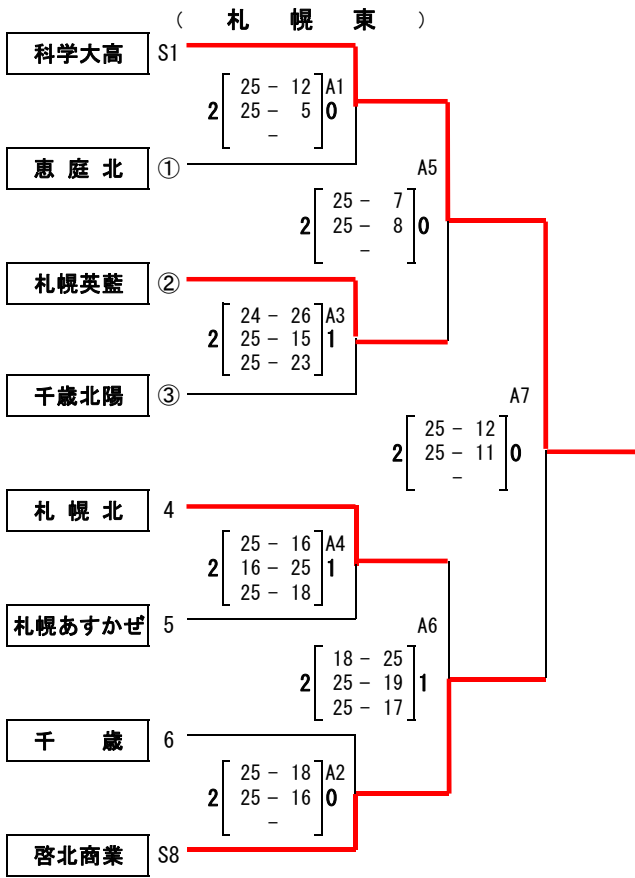 （ 札 幌 東 ）
科学大高 S1
25 － 12 A1
2 25 － 5 0
－
恵 庭 北 ①
A5
25 － 7
2 25 － 8 0
－
札幌英藍 ②
24 － 26 A3
2 25 － 15 1
25 － 23
千歳北陽 ③
A7
25 － 12
2 25 － 11 0
－
札 幌 北 4
25 － 16 A4
2 16 － 25 1
25 － 18
札幌あすかぜ 5
A6
18 － 25
2 25 － 19 1
25 － 17
千 歳 6
25 － 18 A2
2 25 － 16 0
－
啓北商業 S8